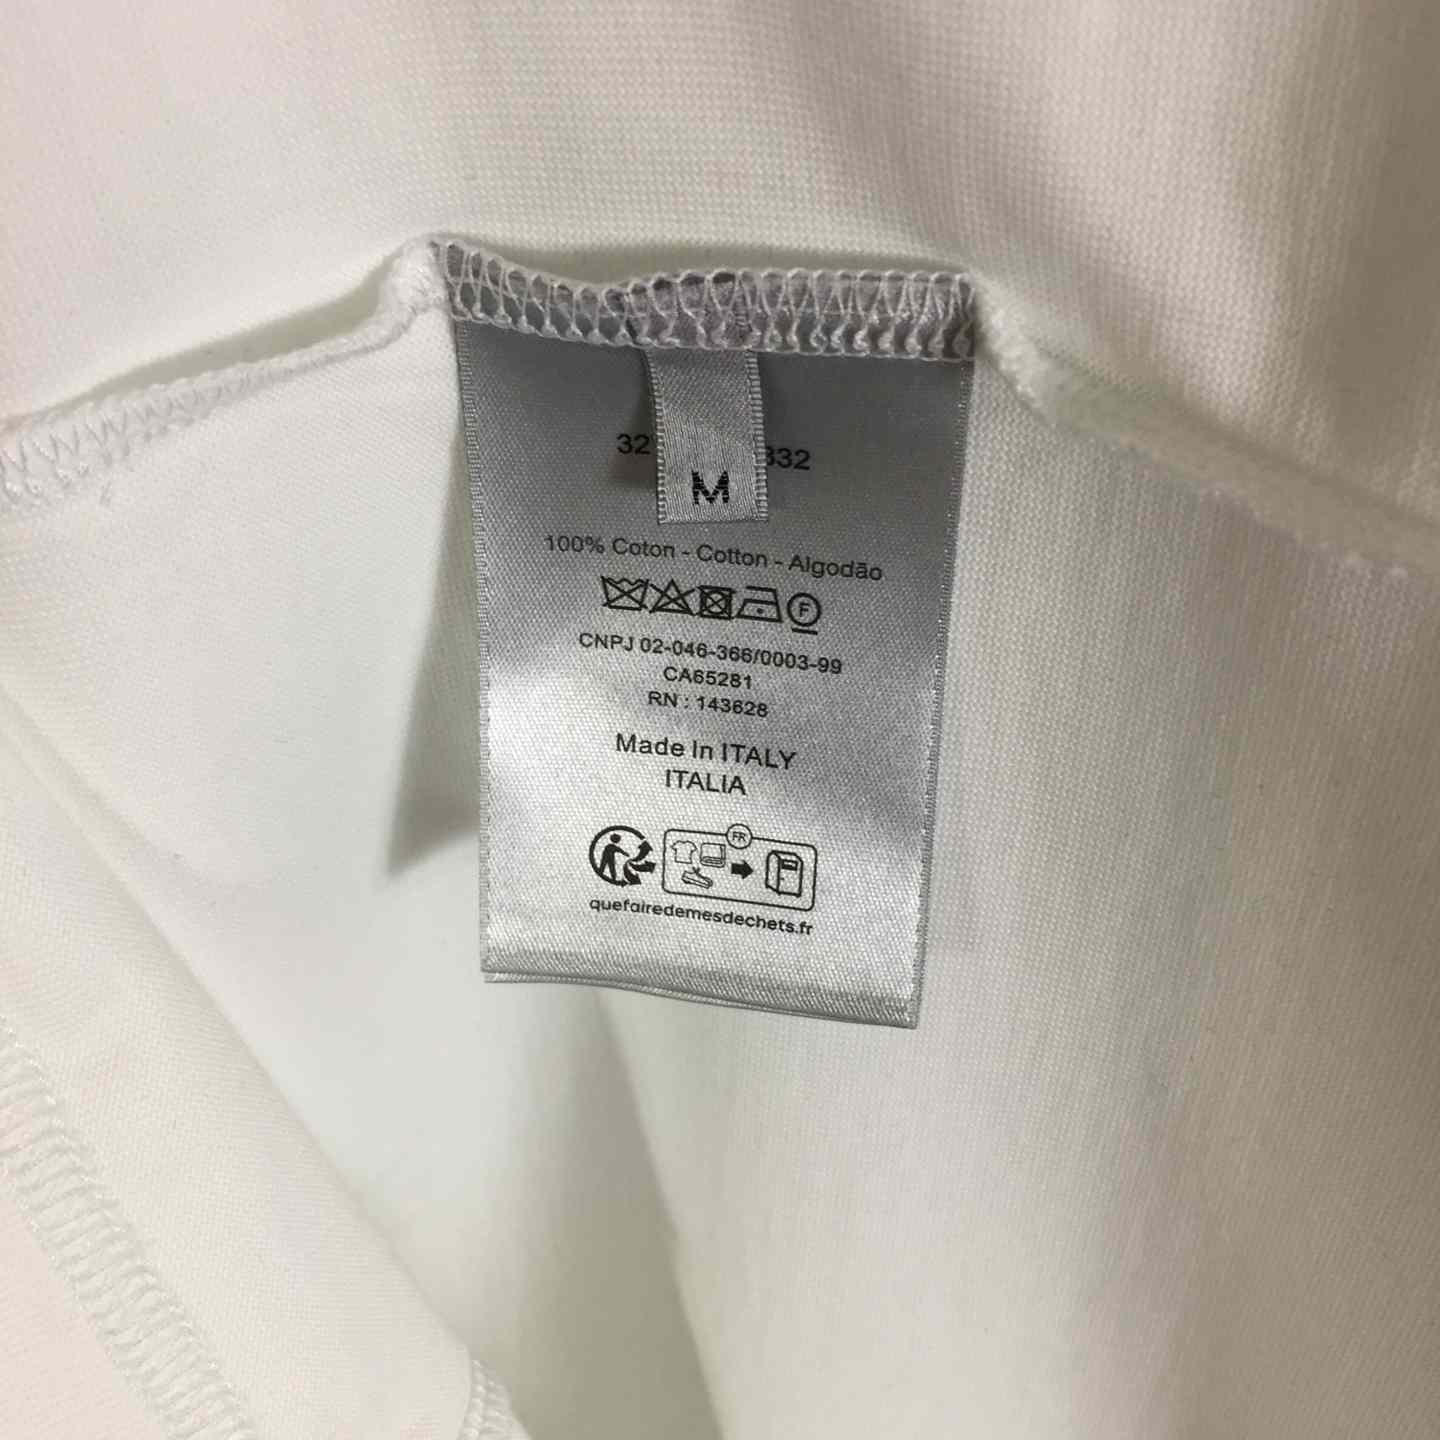 M
100% Coton - Cotton - Algodão
F
CNPJ 02-046-366/0003-99
CA65281
RN : 143628
Made In ITALY
ITALIA
FR
quefairedemesdechets.fr